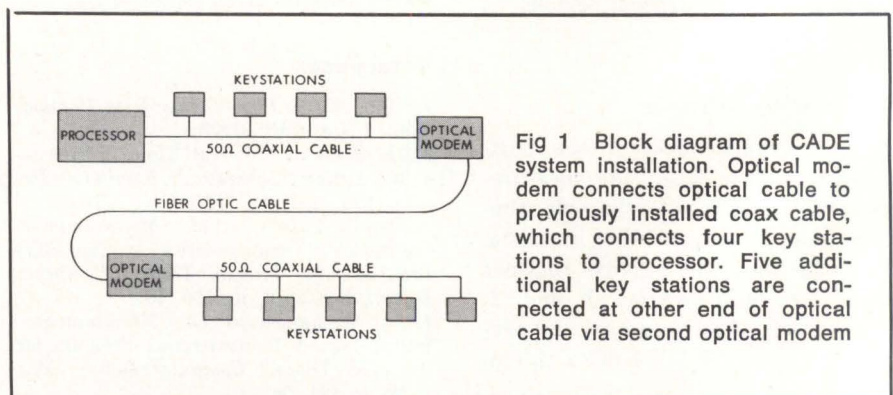 KEYSTATIONS
PROCESSOR
OPTICAL
MODEM
50Ω COAXIAL CABLE
FIBER OPTIC CABLE
OPTICAL
MODEM
50Ω COAXIAL CABLE
KEYSTATIONS
Fig 1 Block diagram of CADE
system installation. Optical mo-
dem connects optical cable to
previously installed coax cable,
which connects four key sta-
tions to processor. Five addi-
tional key stations are con-
nected at other end of optical
cable via second optical modem